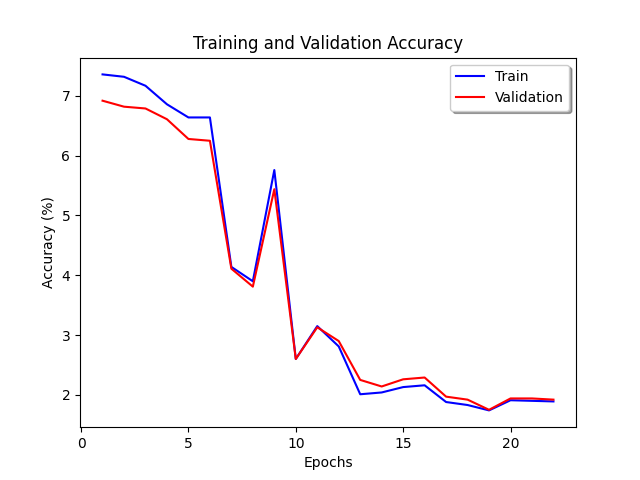 Training and Validation Accuracy
Train
Validation
Accuracy (%)
7
6
5
4
3
2
0 5 10 15 20
Epochs